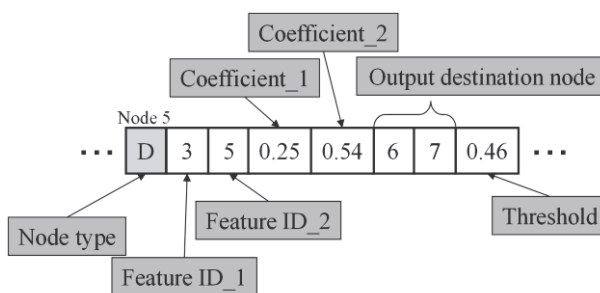 Coefficient_2
Coefficient_1
Output destination node
Node 5
... D 3 5 0.25 0.54 6 7 0.46 ...
Node type
Feature ID_2
Threshold
Feature ID_1